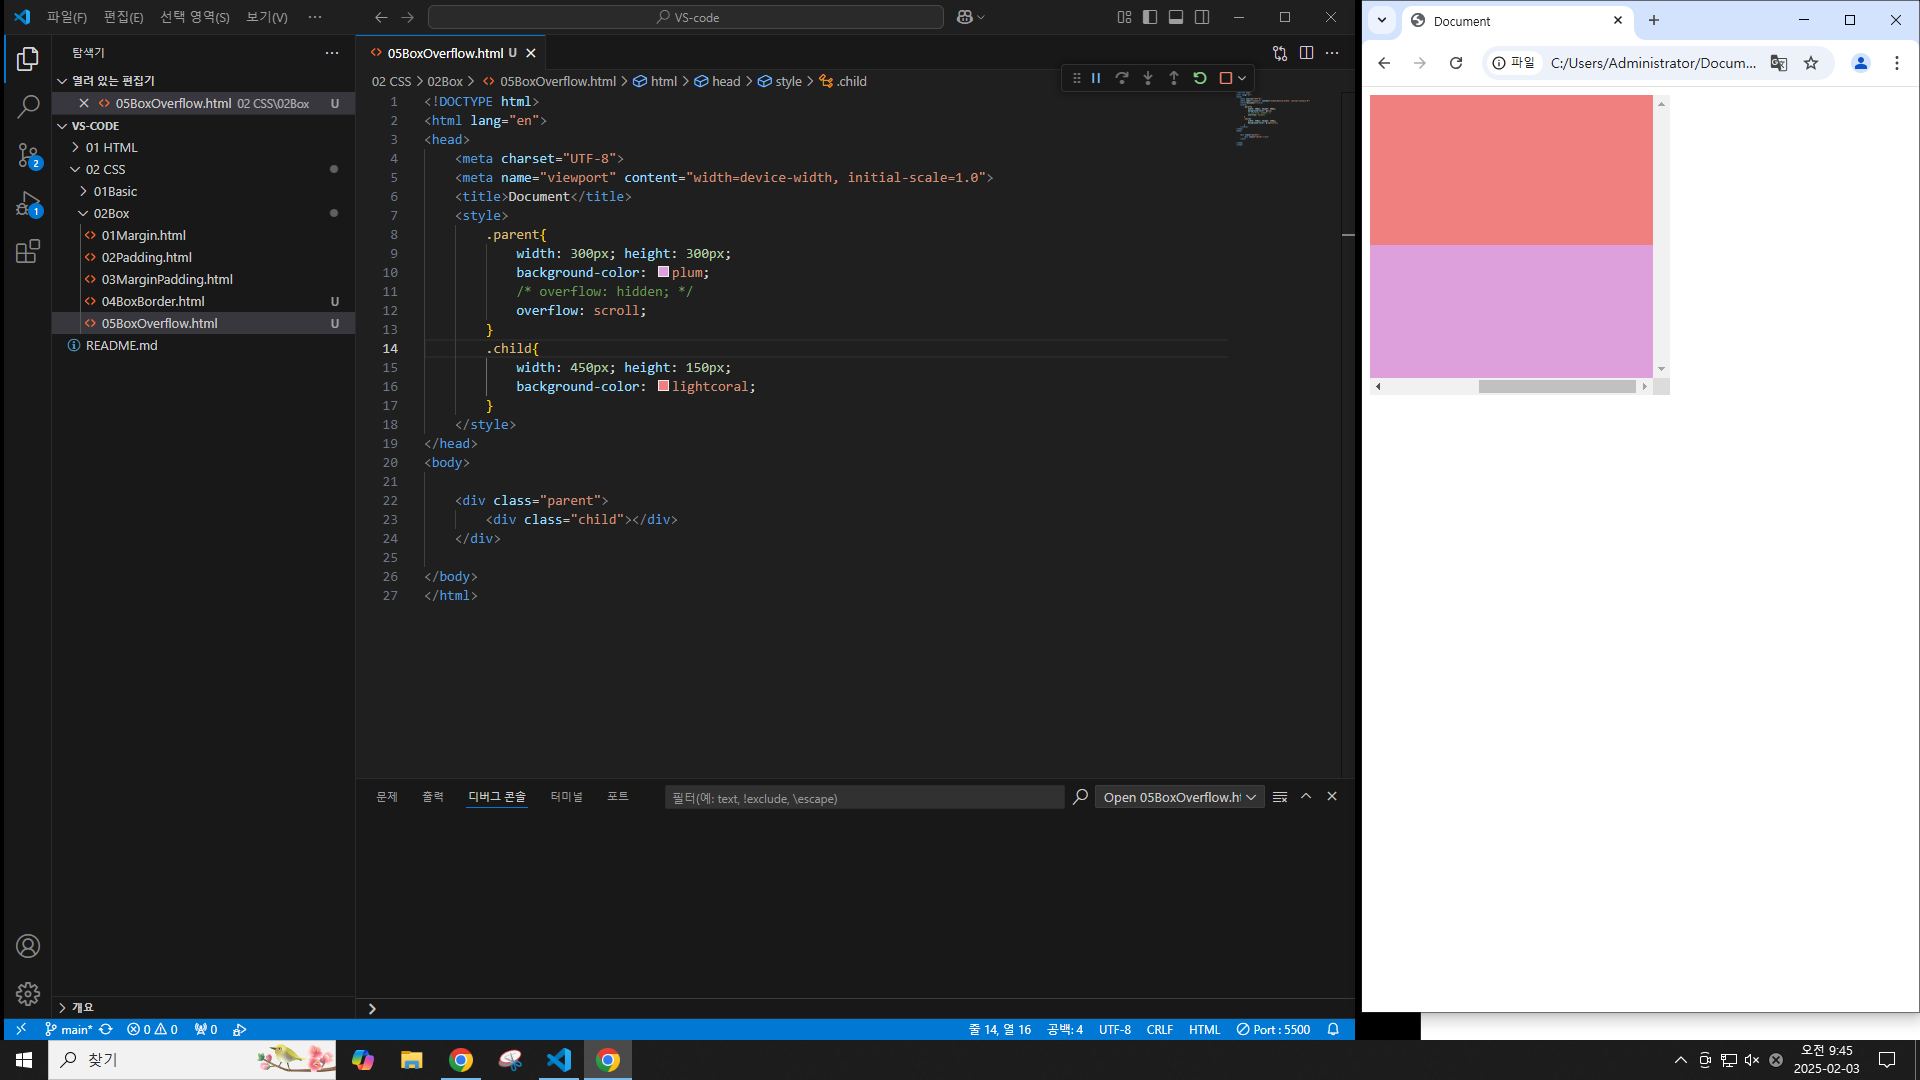 파일(F) 편집(E) 선택 영역(S) 보기(V) ··· VS-code
탐색기 ···
열려 있는 편집기
05BoxOverflow.html 02 CSS\02Box U
VS-CODE
01 HTML
02 CSS
01Basic
02Box
01Margin.html
02Padding.html
03MarginPadding.html
04BoxBorder.html U
05BoxOverflow.html U
README.md
개요
2
1
05BoxOverflow.html U
02 CSS > 02Box > 05BoxOverflow.html > html > head > style > .child
1 <!DOCTYPE html>
2 <html lang="en">
3 <head>
4 <meta charset="UTF-8">
5 <meta name="viewport" content="width=device-width, initial-scale=1.0">
6 <title>Document</title>
7 <style>
8 .parent{
9 width: 300px; height: 300px;
10 background-color: plum;
11 /* overflow: hidden; */
12 overflow: scroll;
13 }
14 .child{
15 width: 450px; height: 150px;
16 background-color: lightcoral;
17 }
18 </style>
19 </head>
20 <body>
21
22 <div class="parent">
23 <div class="child"></div>
24 </div>
25
26 </body>
27 </html>
문제 출력 디버그 콘솔 터미널 포트 필터(예: text, !exclude, \escape) Open 05BoxOverflow.ht
main* 0 0 0 줄 14, 열 16 공백: 4 UTF-8 CRLF HTML Port : 5500
Document
파일 C:/Users/Administrator/Docum...
찾기
오전 9:45
2025-02-03